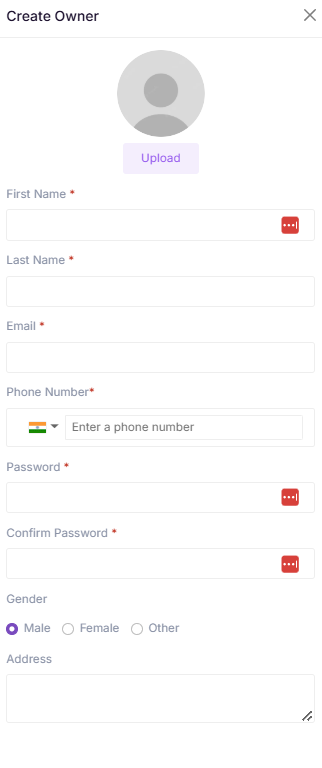 Create Owner
Upload
First Name *
Last Name *
Email *
Phone Number*
Enter a phone number
Password *
Confirm Password *
Gender
Male Female Other
Address